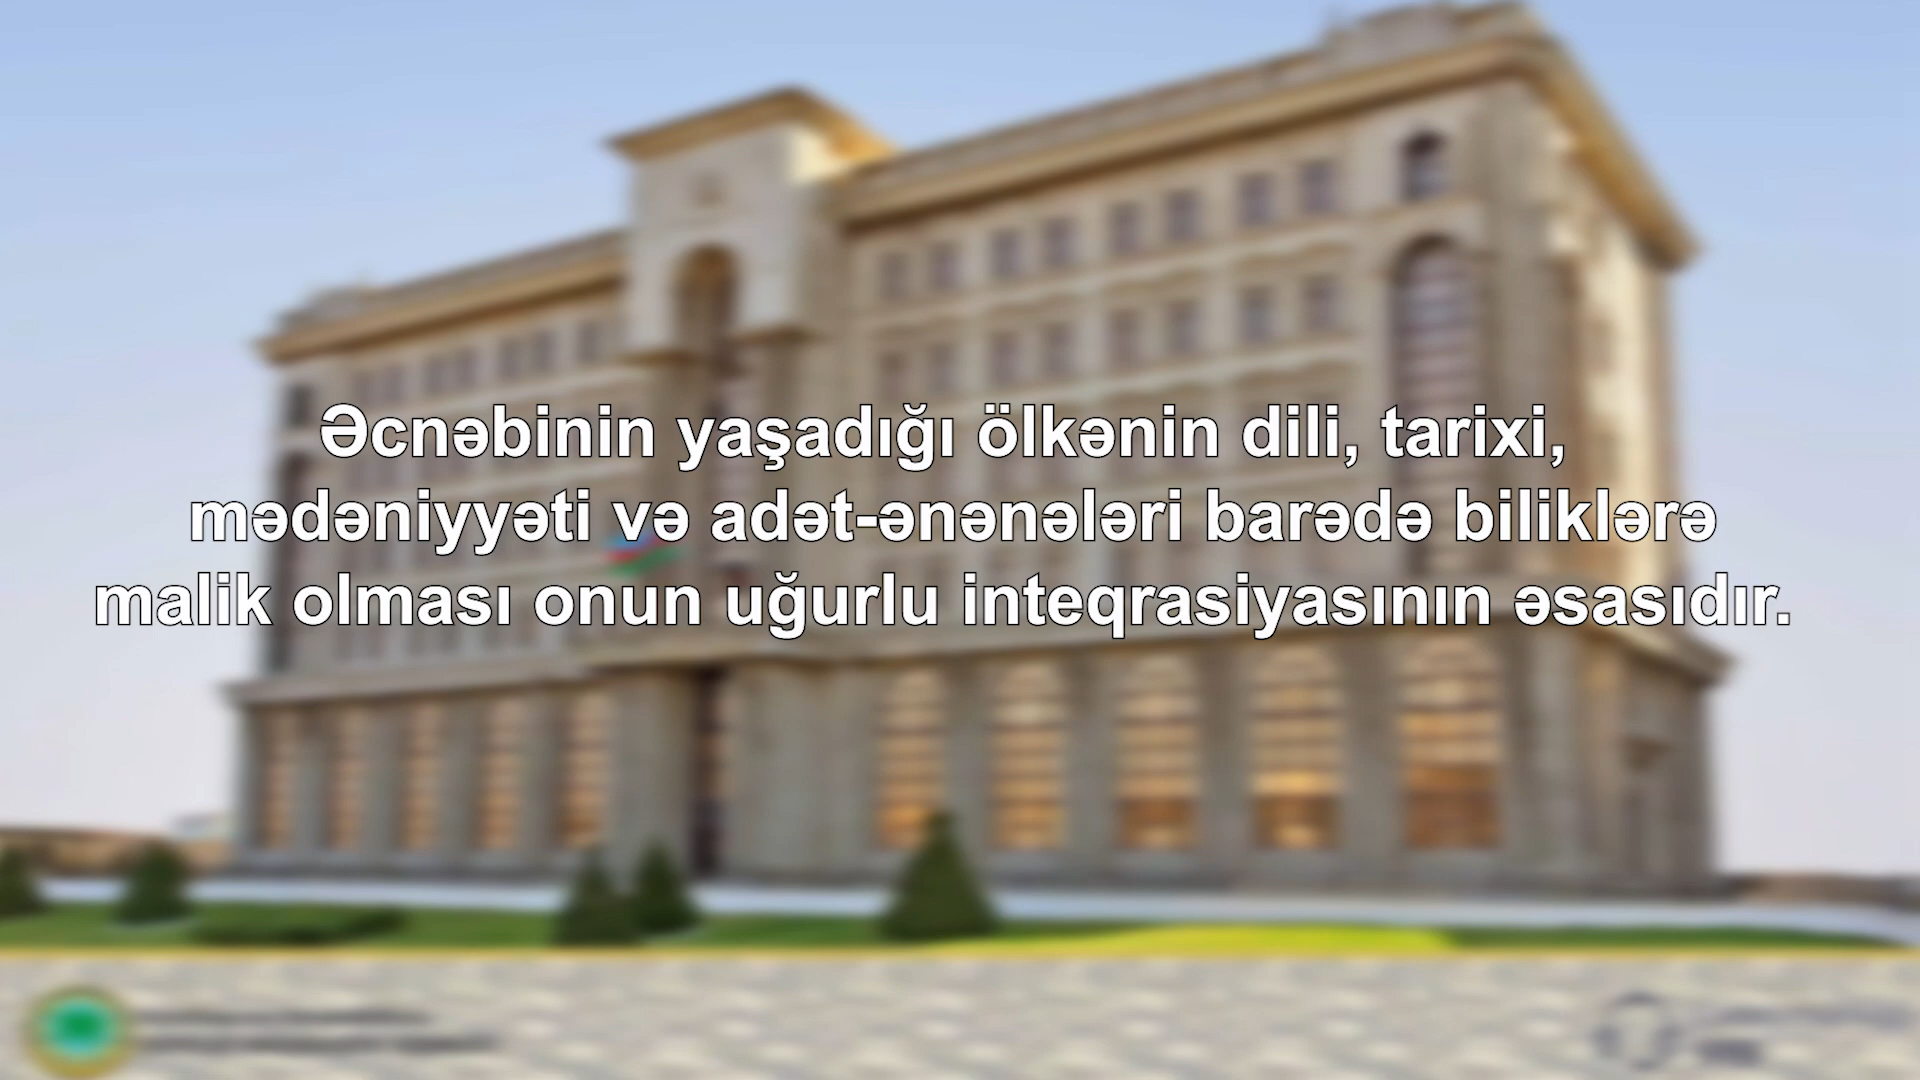 Əcnəbinin yaşadığı ölkənin dili, tarixi,
mədəniyyəti və adət-ənənələri barədə biliklərə
malik olması onun uğurlu inteqrasiyasının əsasıdır.